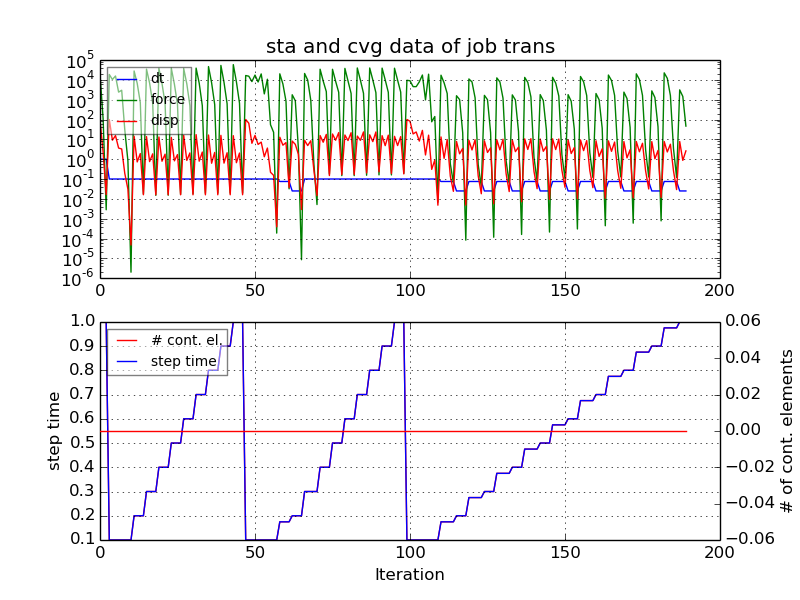 sta and cvg data of job trans
10^5
10^4
10^3
10^2
10^1
10^0
10^-1
10^-2
10^-3
10^-4
10^-5
10^-6
dt
force
disp
0 50 100 150 200
1.0
0.9
0.8
0.7
0.6
0.5
0.4
0.3
0.2
0.1
step time
# cont. el.
step time
0.06
0.04
0.02
0.00
−0.02
−0.04
−0.06
# of cont. elements
0 50 100 150 200
Iteration